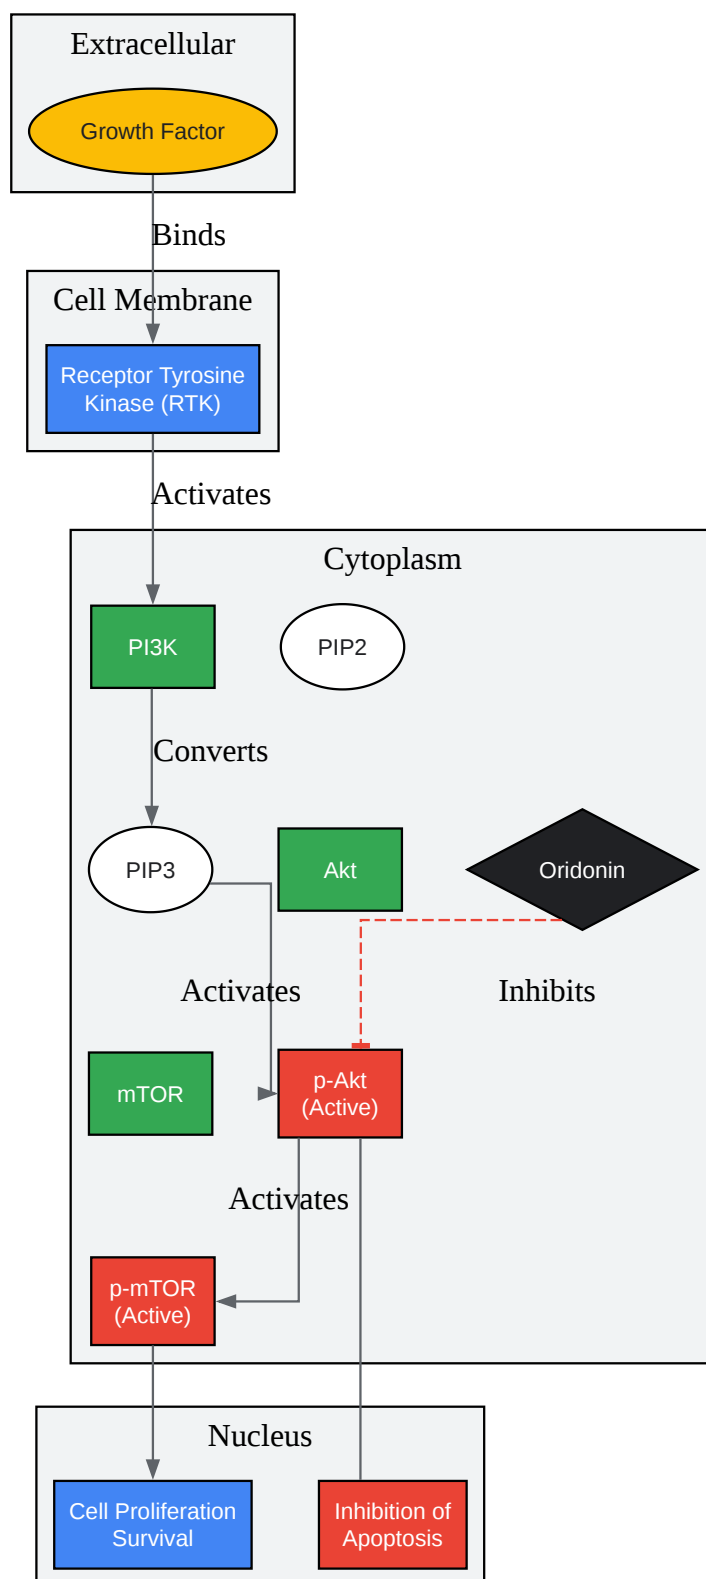 Extracellular
Growth Factor
Binds
Cell Membrane
Receptor Tyrosine
Kinase (RTK)
Activates
Cytoplasm
PI3K
PIP2
Converts
PIP3
Akt
Oridonin
Activates
Inhibits
mTOR
p-Akt
(Active)
Activates
p-mTOR
(Active)
Nucleus
Cell Proliferation
Survival
Inhibition of
Apoptosis